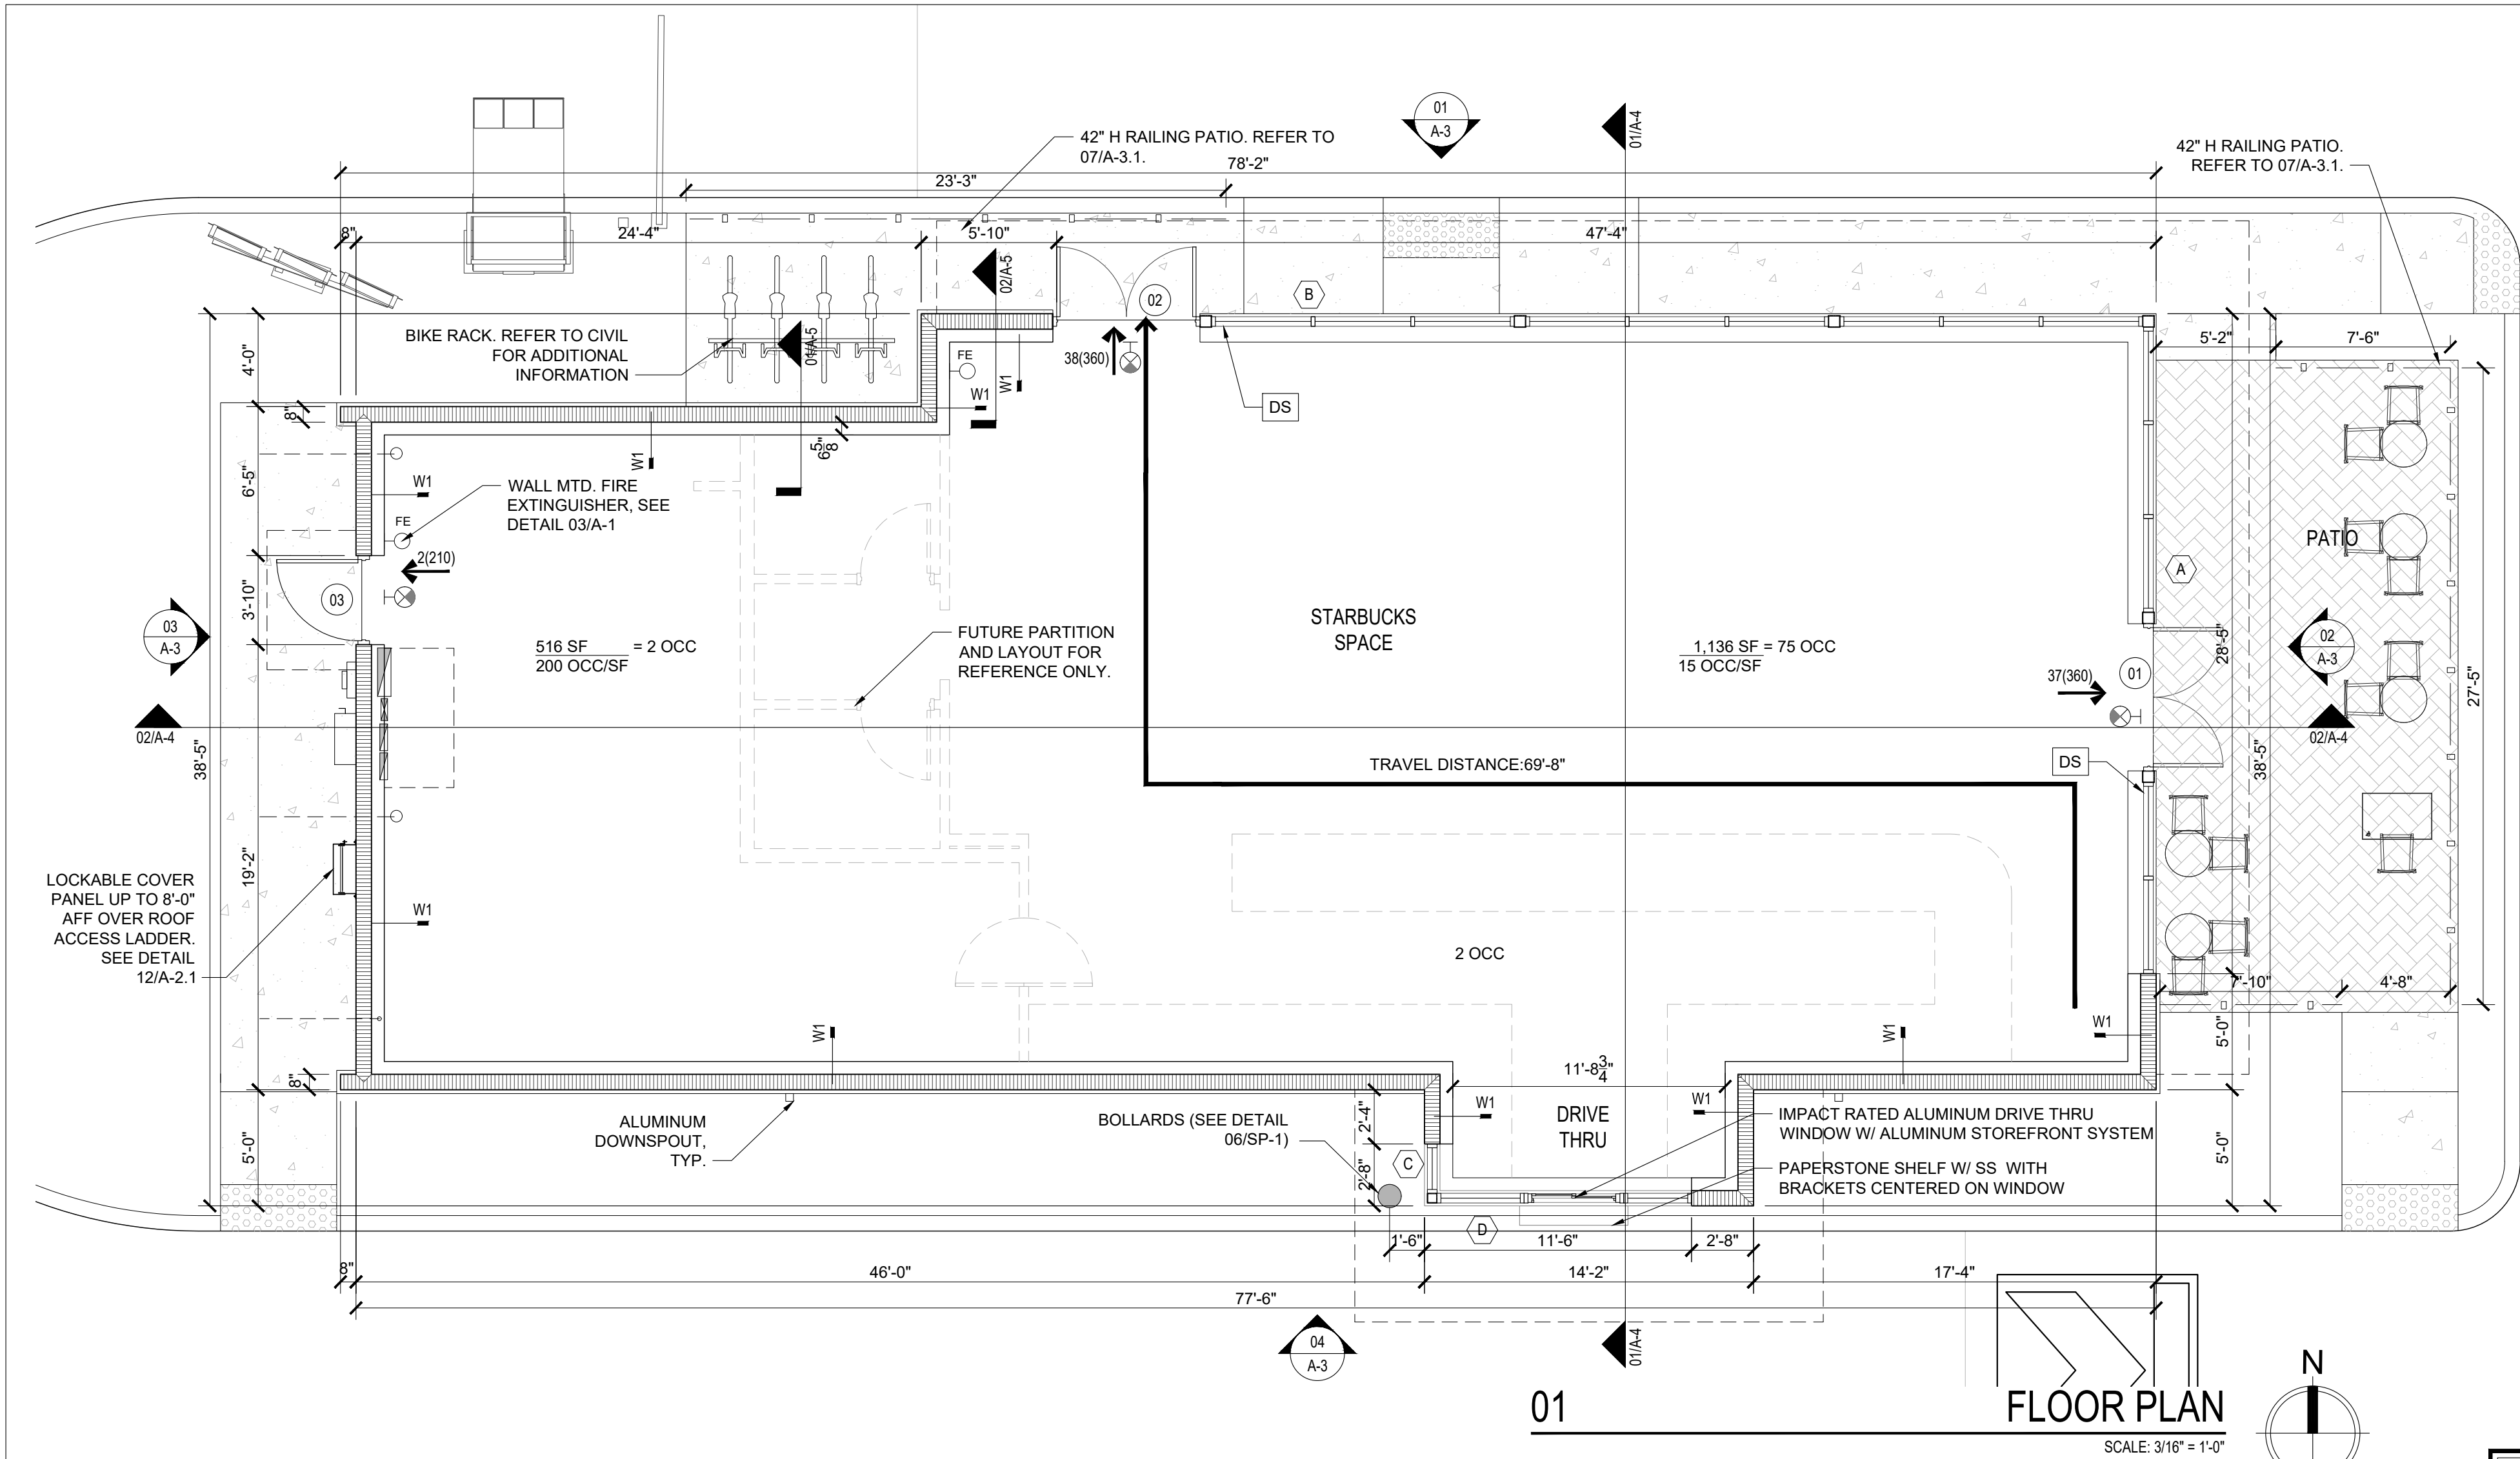 01
A-3
01/A-4
42" H RAILING PATIO. REFER TO
07/A-3.1.
42" H RAILING PATIO.
REFER TO 07/A-3.1.
78'-2"
23'-3"
8"
24'-4"
5'-10"
47'-4"
02/A-5
02
B
BIKE RACK. REFER TO CIVIL
FOR ADDITIONAL
INFORMATION
01/A-5
FE
W1
W1
38(360)
DS
5'-2"
7'-6"
4'-0"
8"
6 5/8"
6'-5"
W1
W1
WALL MTD. FIRE
EXTINGUISHER, SEE
DETAIL 03/A-1
FE
2(210)
PATIO
A
3'-10"
03
03
A-3
516 SF = 2 OCC
200 OCC/SF
FUTURE PARTITION
AND LAYOUT FOR
REFERENCE ONLY.
STARBUCKS
SPACE
1,136 SF = 75 OCC
15 OCC/SF
28'-5"
02
A-3
37(360)
01
27'-5"
02/A-4
02/A-4
38'-5"
38'-5"
TRAVEL DISTANCE:69'-8"
DS
LOCKABLE COVER
PANEL UP TO 8'-0"
AFF OVER ROOF
ACCESS LADDER.
SEE DETAIL
12/A-2.1
19'-2"
W1
2 OCC
7'-10"
4'-8"
W1
W1
W1
5'-0"
8"
11'-8 3/4"
ALUMINUM
DOWNSPOUT,
TYP.
BOLLARDS (SEE DETAIL
06/SP-1)
2'-4"
W1
DRIVE
THRU
W1
IMPACT RATED ALUMINUM DRIVE THRU
WINDOW W/ ALUMINUM STOREFRONT SYSTEM
PAPERSTONE SHELF W/ SS WITH
BRACKETS CENTERED ON WINDOW
5'-0"
5'-0"
C
2'-8"
D
1'-6"
11'-6"
2'-8"
8"
46'-0"
14'-2"
17'-4"
77'-6"
04
A-3
01/A-4
N
01
FLOOR PLAN
SCALE: 3/16" = 1'-0"